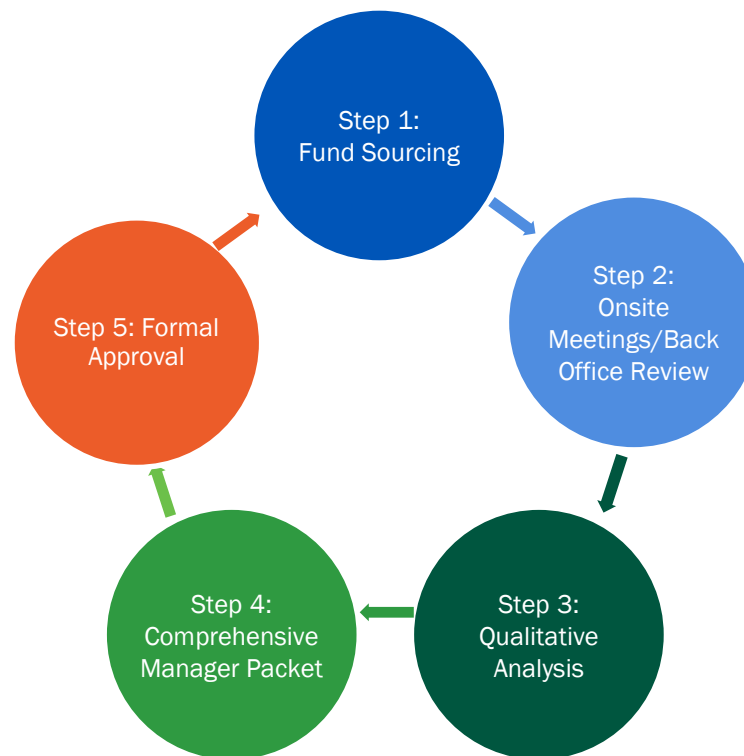 Step 1:
Fund Sourcing
Step 2:
Onsite
Meetings/Back
Office Review
Step 3:
Qualitative
Analysis
Step 4:
Comprehensive
Manager Packet
Step 5: Formal
Approval